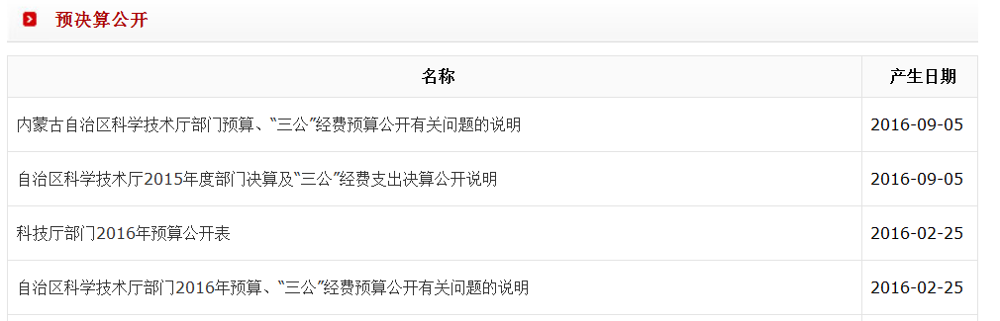 预决算公开
名称 产生日期
内蒙古自治区科学技术厅部门预算、“三公”经费预算公开有关问题的说明 2016-09-05
自治区科学技术厅2015年度部门决算及“三公”经费支出决算公开说明 2016-09-05
科技厅部门2016年预算公开表 2016-02-25
自治区科学技术厅部门2016年预算、“三公”经费预算公开有关问题的说明 2016-02-25